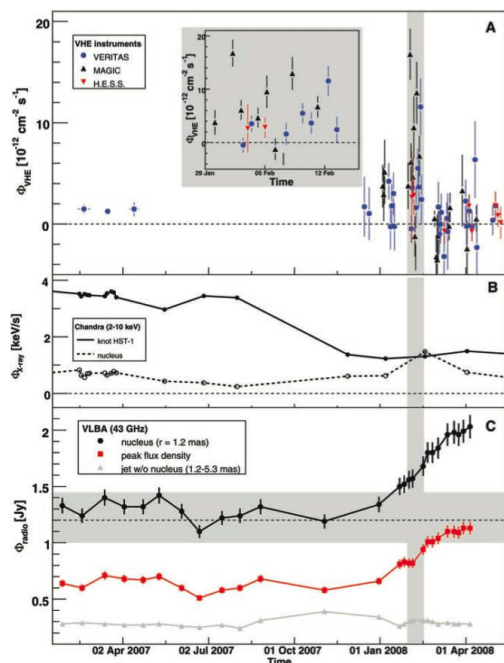 A
VHE instruments
VERITAS
MAGIC
H.E.S.S.
Φ_VHE [10⁻¹² cm⁻² s⁻¹]
20
10
0
Φ_VHE [10⁻¹² cm⁻² s⁻¹]
20
10
0
29 Jan
05 Feb
12 Feb
Time
B
Φ_X-ray [keV/s]
4
2
0
Chandra (2-10 keV)
knot HST-1
nucleus
C
VLBA (43 GHz)
nucleus (r = 1.2 mas)
peak flux density
jet w/o nucleus (1.2-5.3 mas)
Φ_radio [Jy]
2
1.5
1
0.5
02 Apr 2007
02 Jul 2007
01 Oct 2007
01 Jan 2008
01 Apr 2008
Time